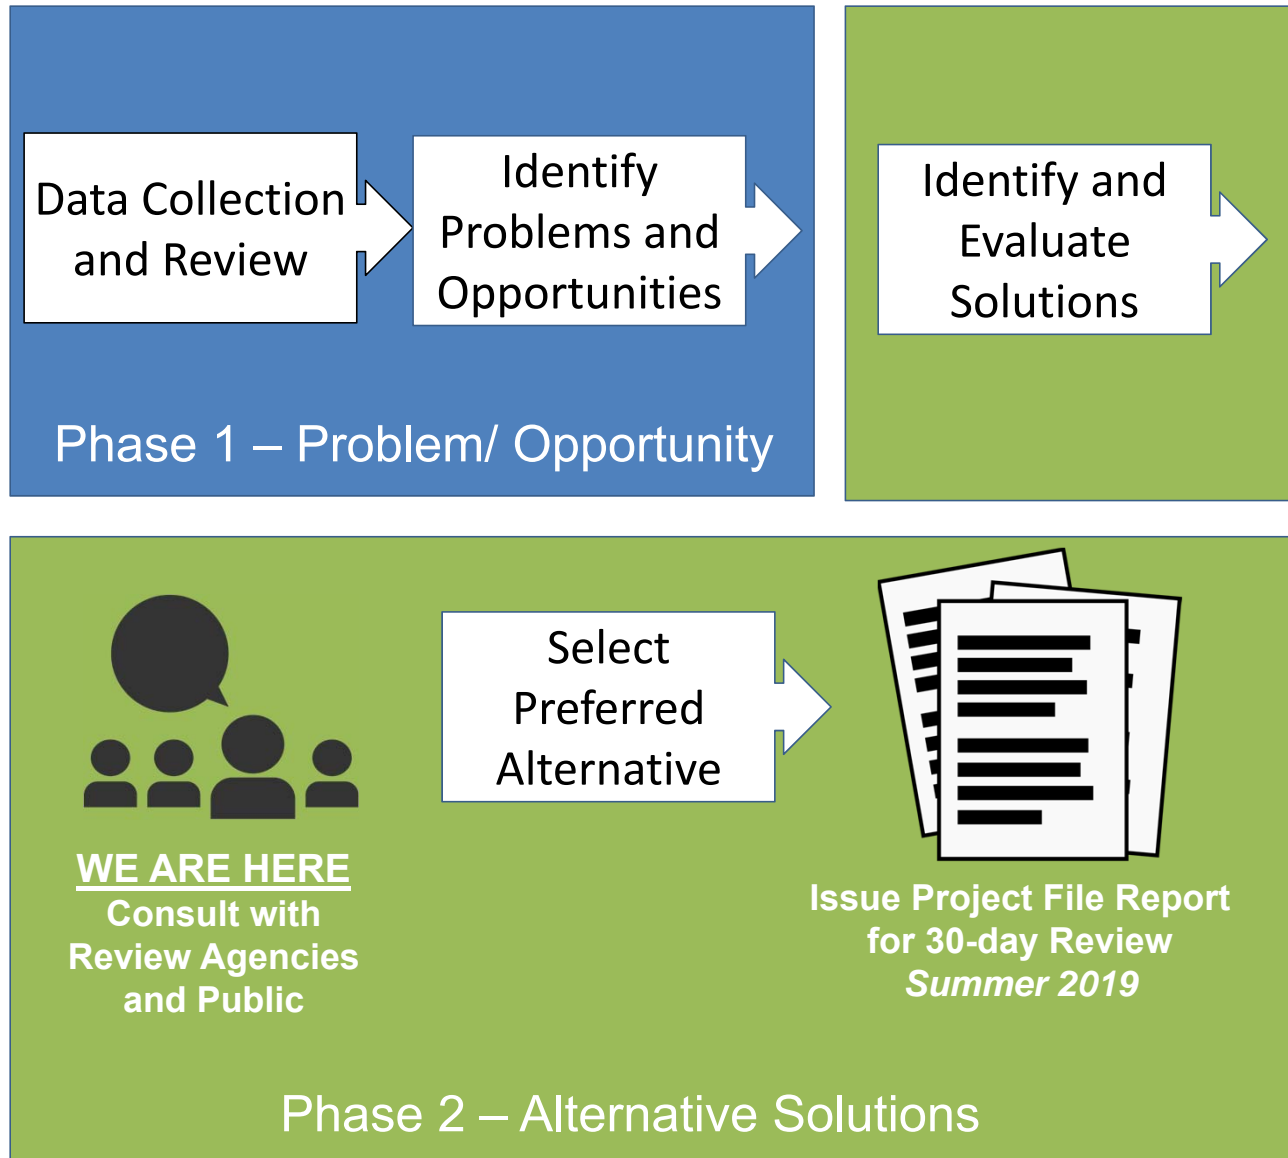 Data Collection
and Review
Identify
Problems and
Opportunities
Phase 1 – Problem/ Opportunity
Identify and
Evaluate
Solutions
WE ARE HERE
Consult with
Review Agencies
and Public
Select
Preferred
Alternative
Issue Project File Report
for 30-day Review
Summer 2019
Phase 2 – Alternative Solutions